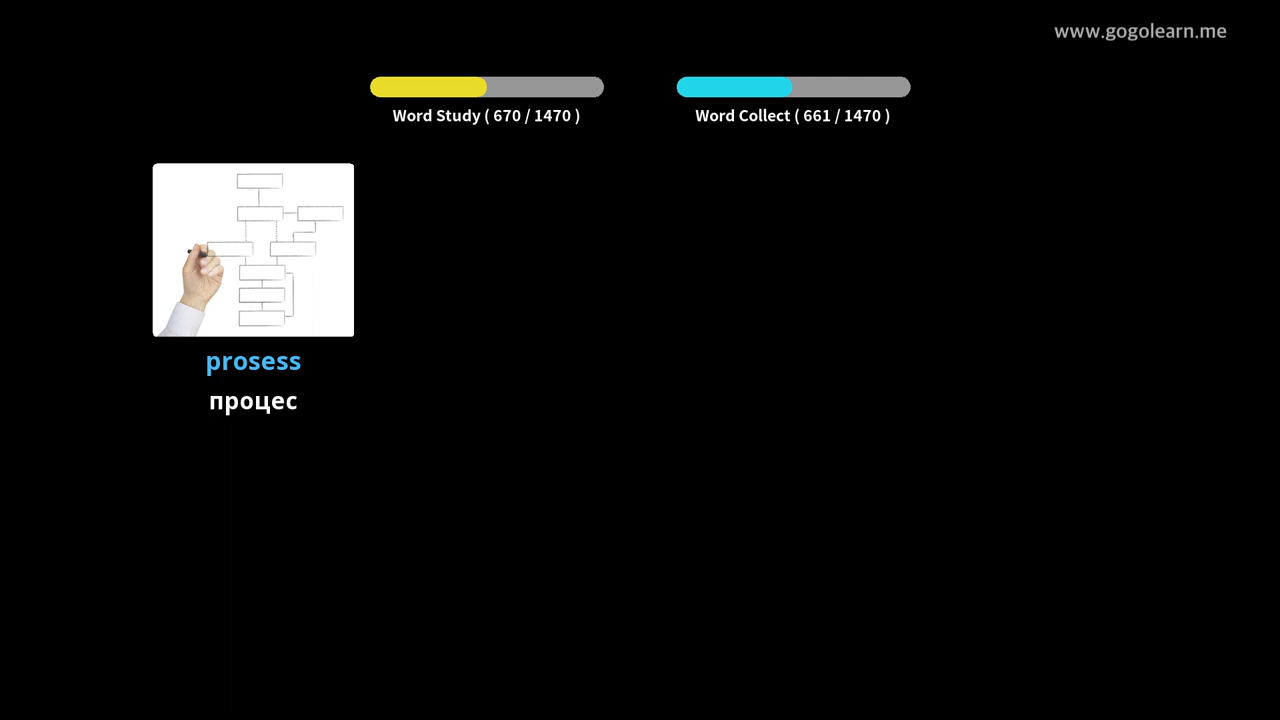 www.gogolearn.me
Word Study ( 670 / 1470 )
Word Collect ( 661 / 1470 )
prosess
процес